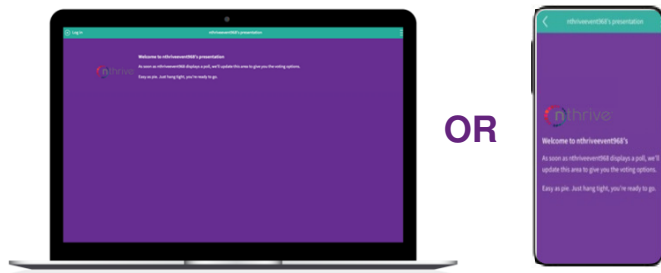 Log in
nthriveevent968's presentation
nthrive
Welcome to nthriveevent968's presentation
As soon as nthriveevent968 displays a poll, we'll update this area to give you the voting options.
Easy as pie. Just hang tight, you're ready to go.
OR
nthriveevent968's presentation
nthrive
Welcome to nthriveevent968's
As soon as nthriveevent968 displays a poll, we'll
update this area to give you the voting options.
Easy as pie. Just hang tight, you're ready to go.